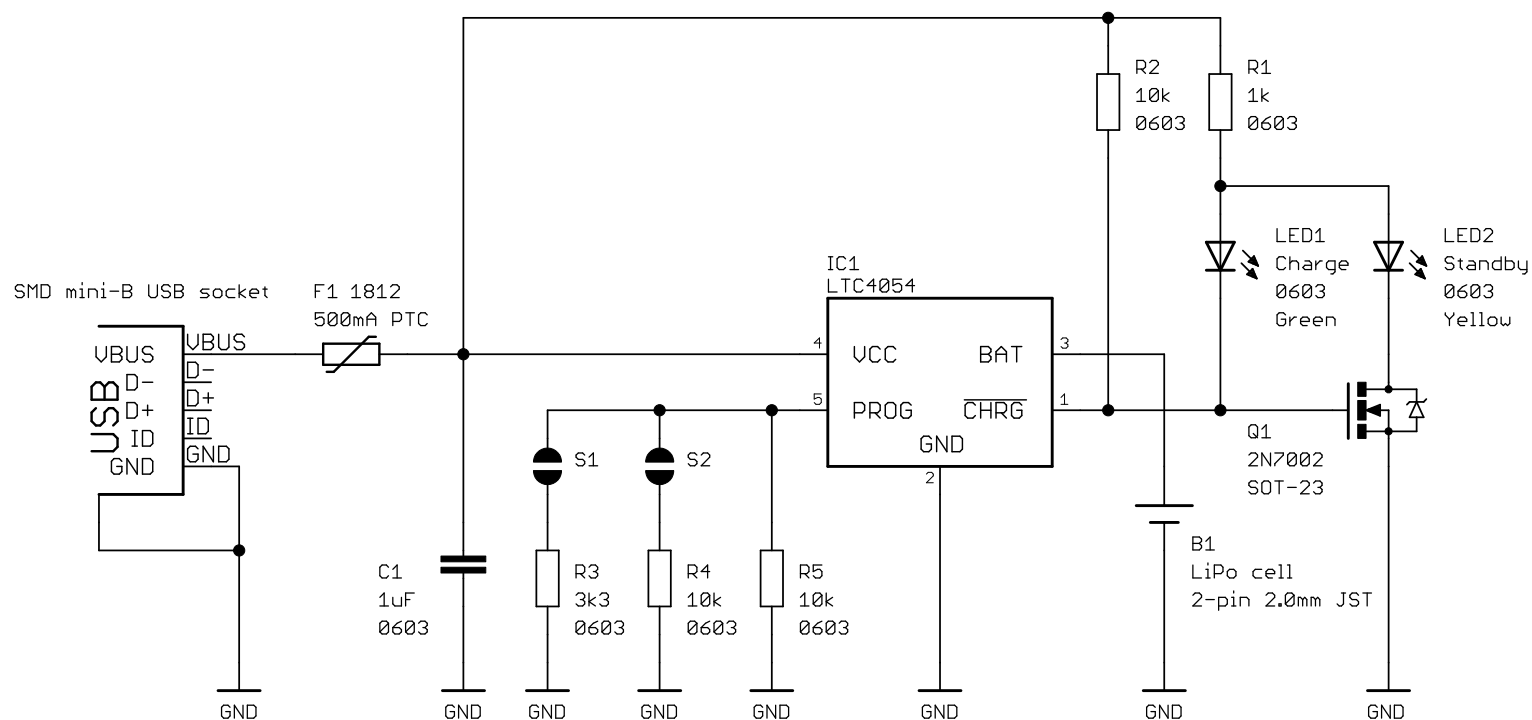 R2
10k
0603
R1
1k
0603
LED1
Charge
0603
Green
LED2
Standby
0603
Yellow
SMD mini-B USB socket
F1 1812
500mA PTC
IC1
LTC4054
USB
VBUS
D-
D+
ID
GND
VBUS
D-
D+
ID
GND
4
VCC
BAT
3
5
PROG
CHRG
1
GND
2
S1
S2
Q1
2N7002
SOT-23
C1
1uF
0603
R3
3k3
0603
R4
10k
0603
R5
10k
0603
B1
LiPo cell
2-pin 2.0mm JST
GND
GND
GND
GND
GND
GND
GND
GND